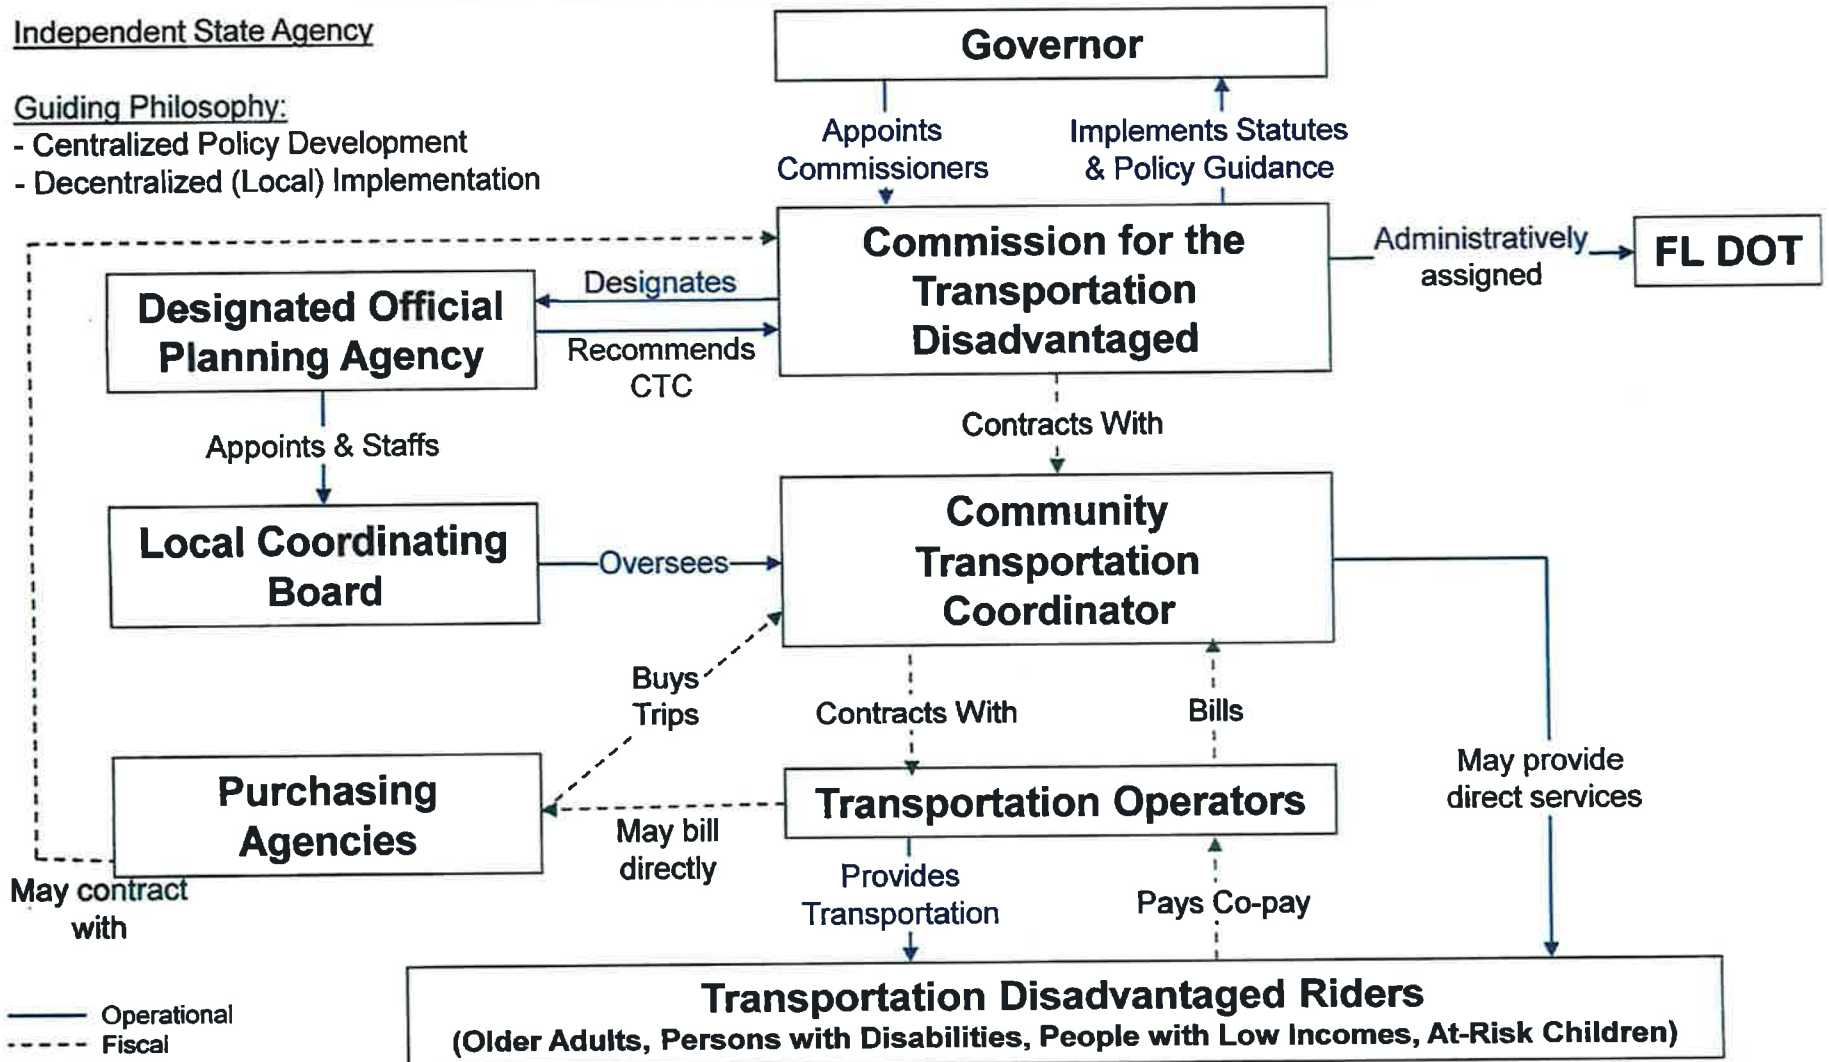 Independent State Agency
Governor
Guiding Philosophy:
- Centralized Policy Development
- Decentralized (Local) Implementation
Appoints
Commissioners
Implements Statutes
& Policy Guidance
Commission for the
Transportation
Disadvantaged
Administratively
assigned
FL DOT
Designates
Designated Official
Planning Agency
Recommends
CTC
Appoints & Staffs
Contracts With
Local Coordinating
Board
Oversees
Community
Transportation
Coordinator
Buys
Trips
Contracts With
Bills
May provide
direct services
Purchasing
Agencies
May bill
directly
Transportation Operators
May contract
with
Provides
Transportation
Pays Co-pay
Transportation Disadvantaged Riders
(Older Adults, Persons with Disabilities, People with Low Incomes, At-Risk Children)
Operational
Fiscal